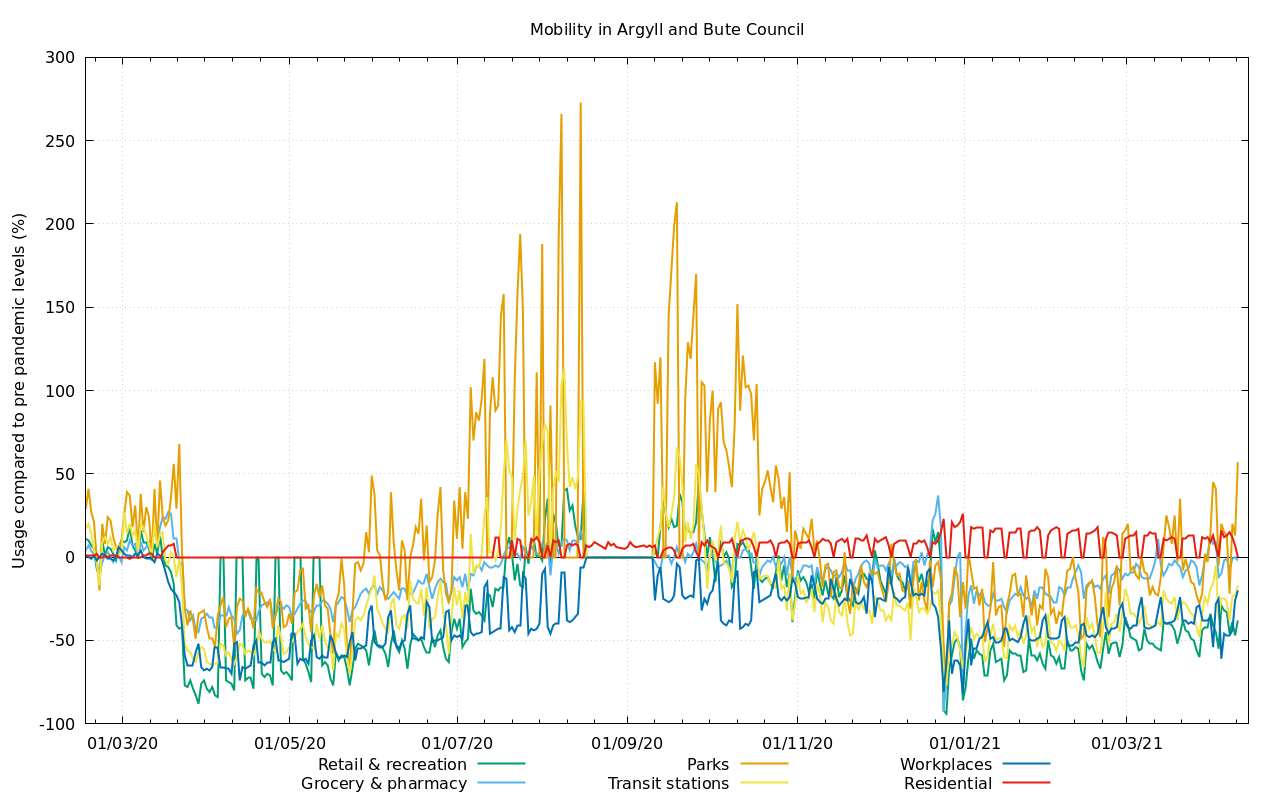 Mobility in Argyll and Bute Council
Usage compared to pre pandemic levels (%)
300
250
200
150
100
50
0
-50
-100
01/03/20 01/05/20 01/07/20 01/09/20 01/11/20 01/01/21 01/03/21
Retail & recreation Parks Workplaces
Grocery & pharmacy Transit stations Residential